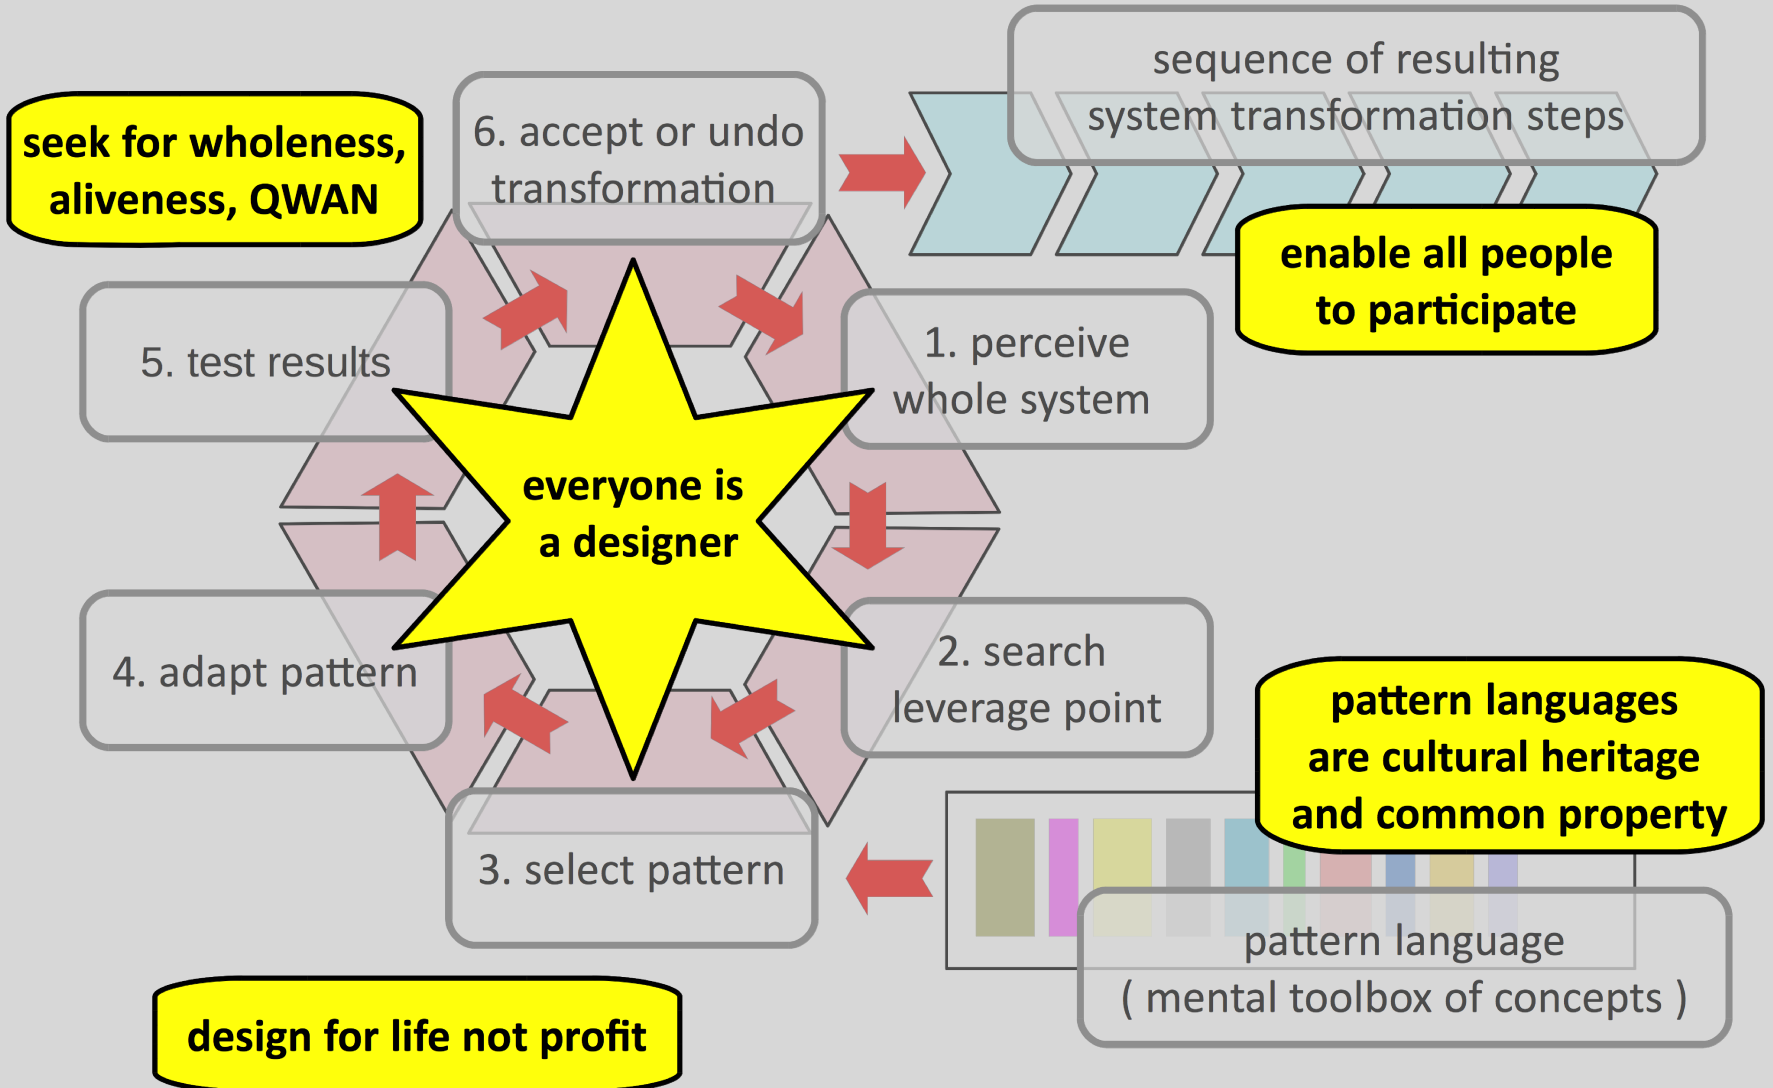 sequence of resulting
system transformation steps
6. accept or undo
transformation
seek for wholeness,
aliveness, QWAN
enable all people
to participate
5. test results
1. perceive
whole system
everyone is
a designer
4. adapt pattern
2. search
leverage point
pattern languages
are cultural heritage
and common property
3. select pattern
pattern language
( mental toolbox of concepts )
design for life not profit